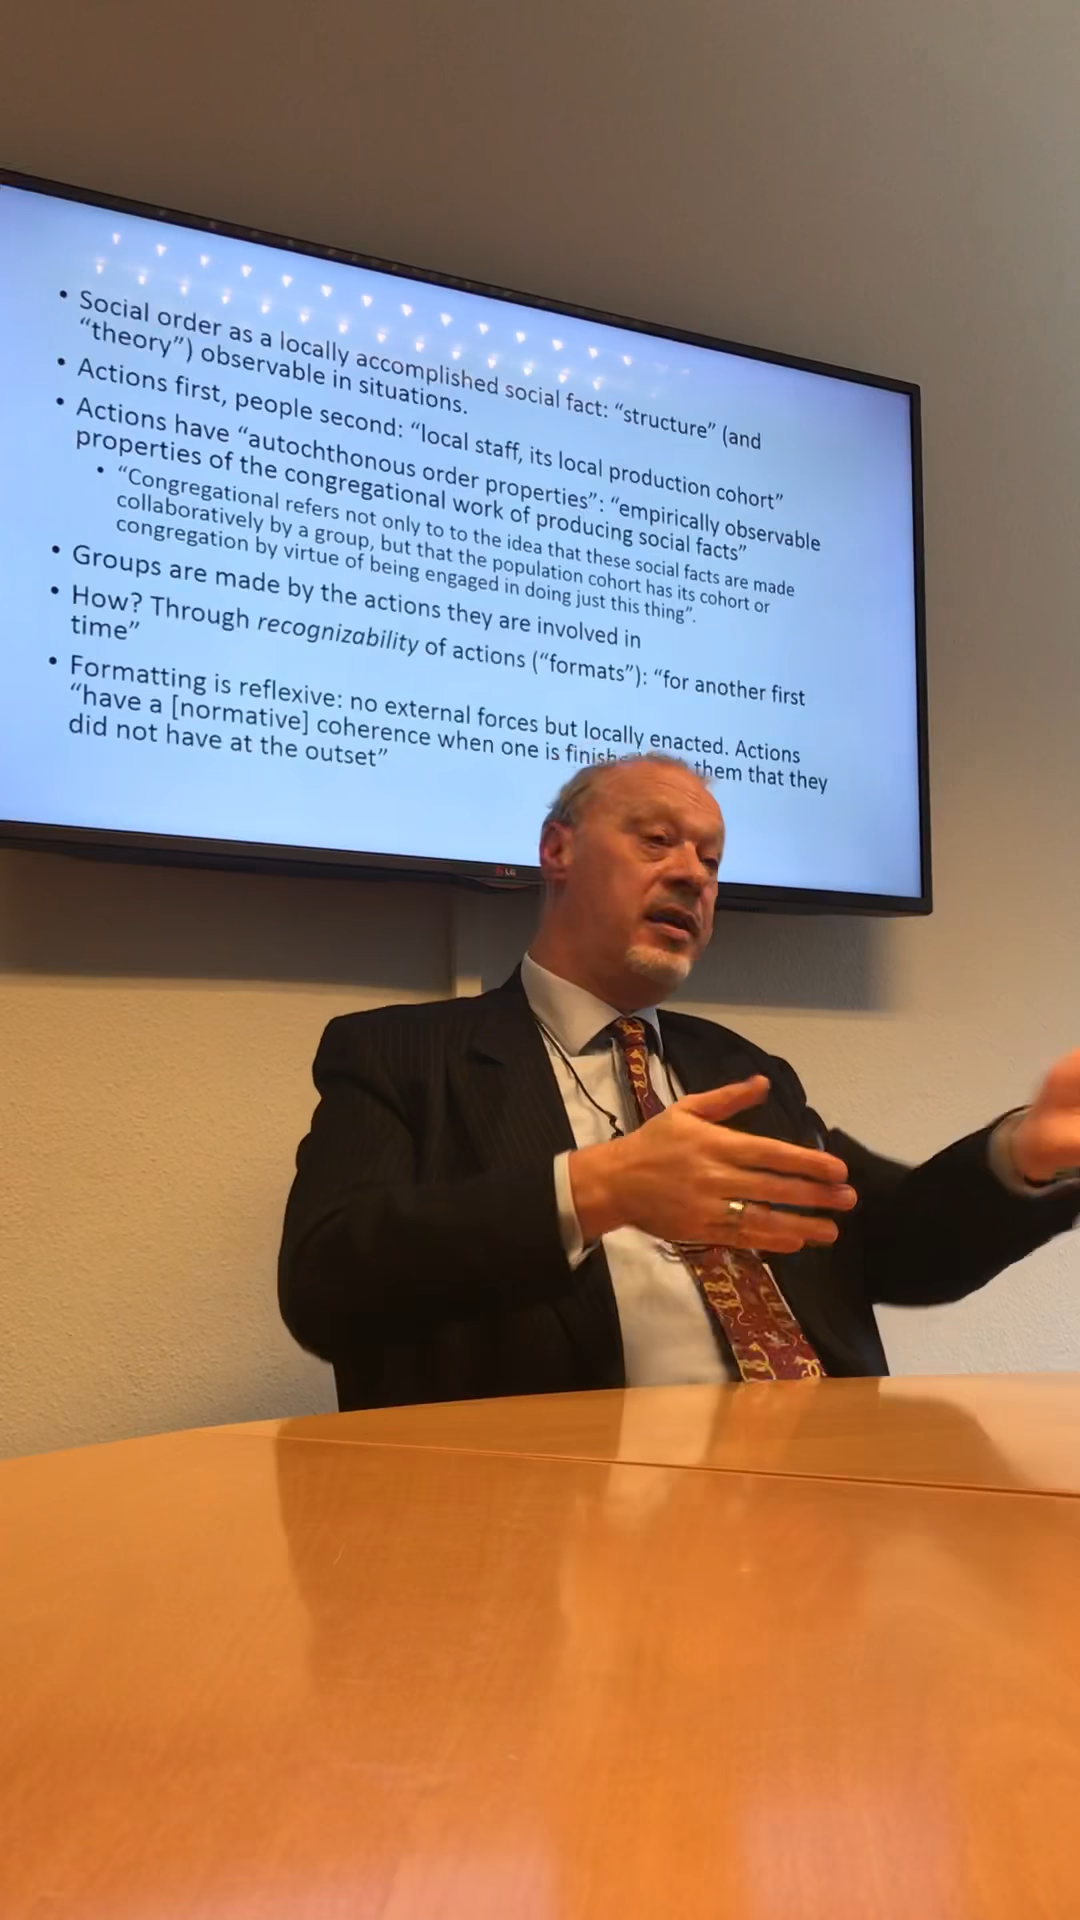 • Social order as a locally accomplished social fact: “structure” (and
“theory”) observable in situations.
• Actions first, people second: “local staff, its local production cohort”
• Actions have “autochthonous order properties”: “empirically observable
properties of the congregational work of producing social facts”
• “Congregational refers not only to to the idea that these social facts are made
collaboratively by a group, but that the population cohort has its cohort or
congregation by virtue of being engaged in doing just this thing”.
• Groups are made by the actions they are involved in
• How? Through recognizability of actions (“formats”): “for another first
time”
• Formatting is reflexive: no external forces but locally enacted. Actions
“have a [normative] coherence when one is them that they
did not have at the outset”
LG